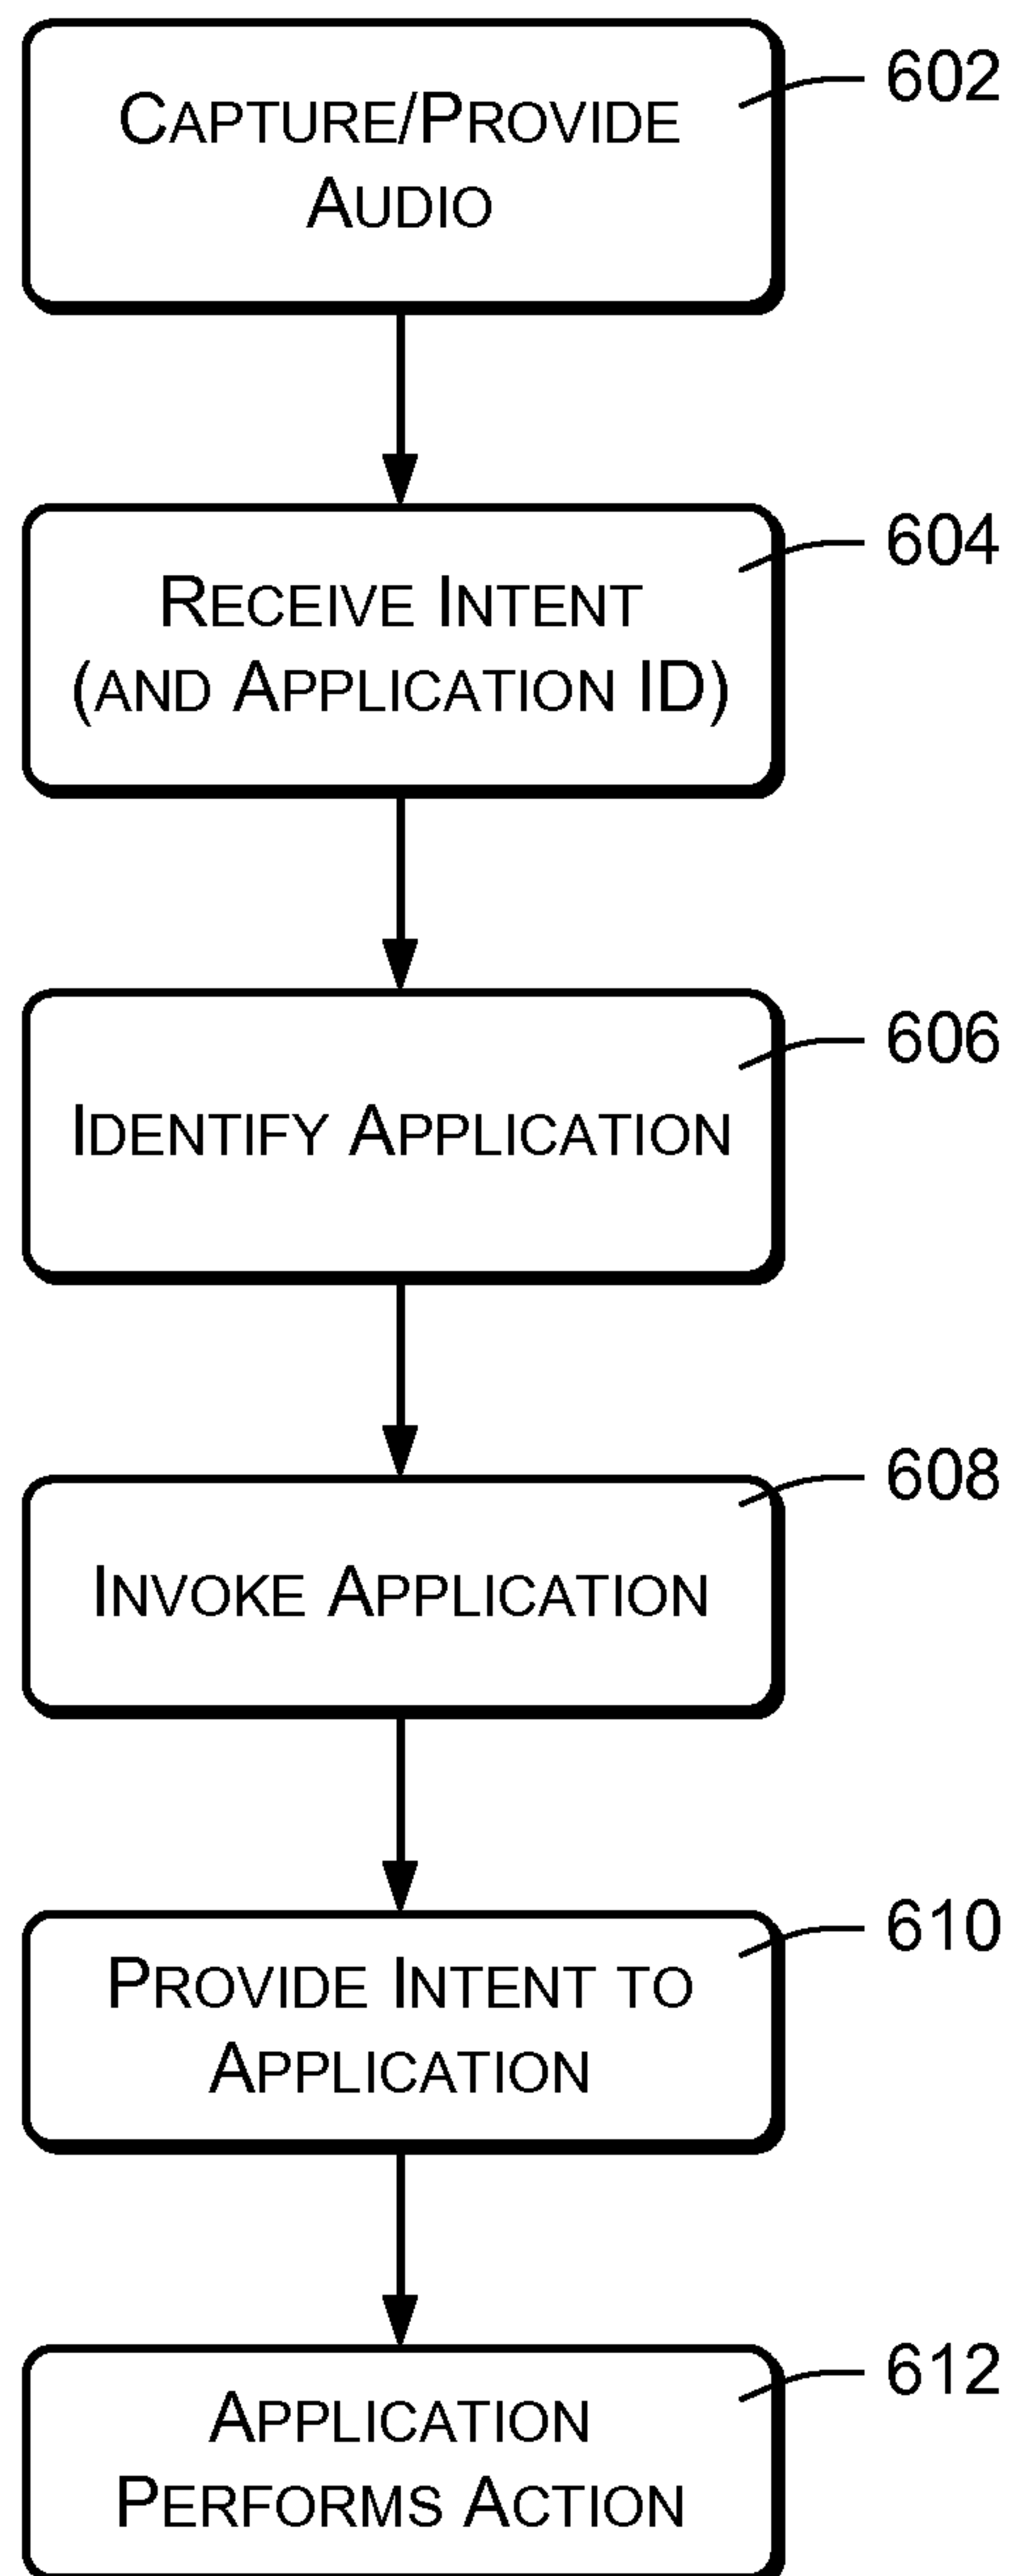 CAPTURE/PROVIDE
AUDIO
602
RECEIVE INTENT
(AND APPLICATION ID)
604
IDENTIFY APPLICATION
606
INVOKE APPLICATION
608
PROVIDE INTENT TO
APPLICATION
610
APPLICATION
PERFORMS ACTION
612